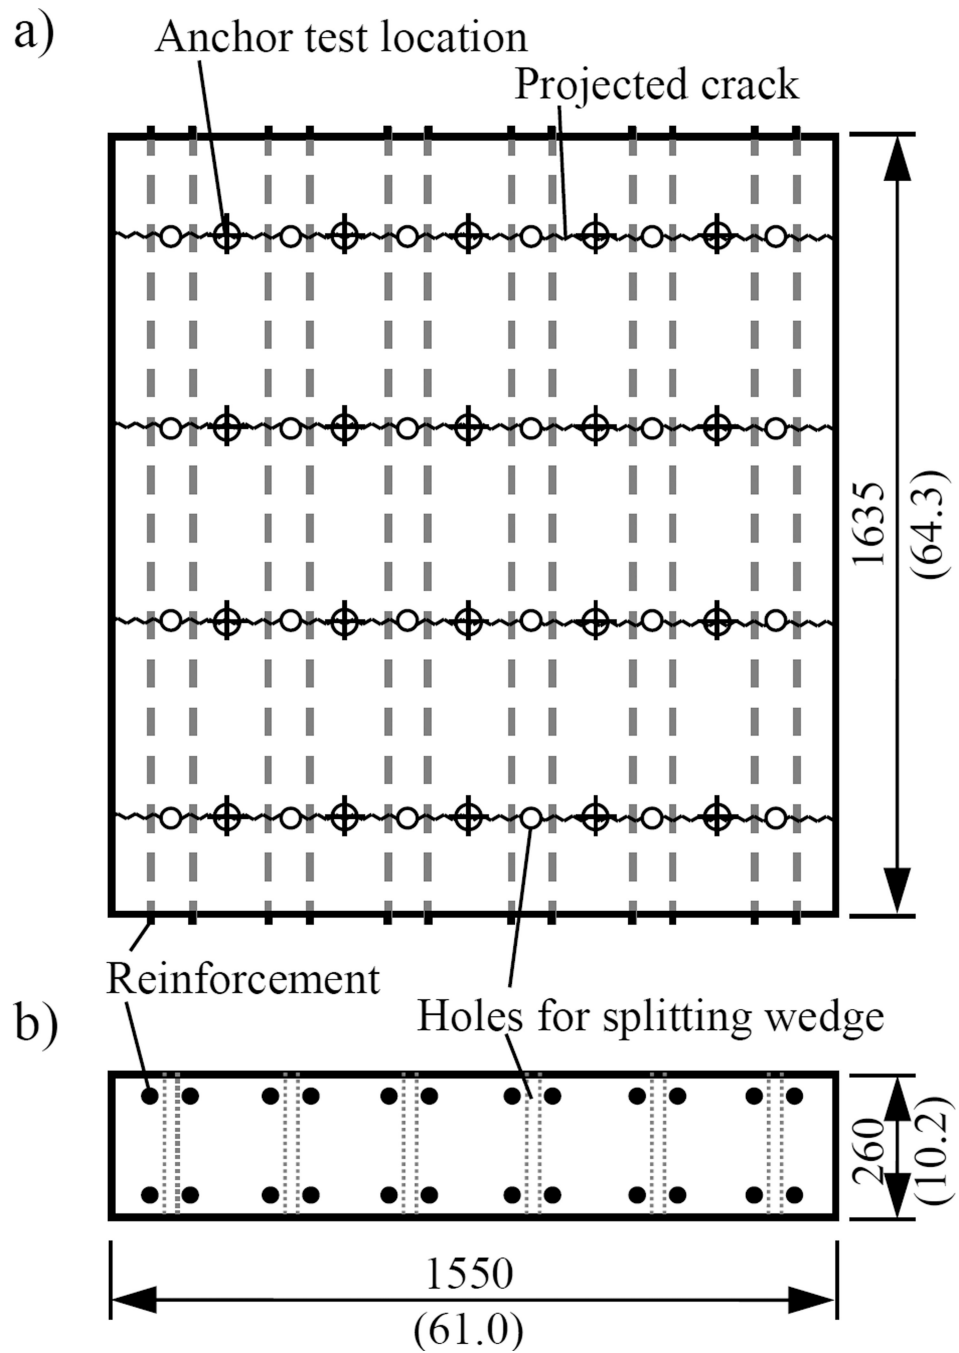 a)
Anchor test location
Projected crack
1635
(64.3)
Reinforcement
Holes for splitting wedge
b)
260
(10.2)
1550
(61.0)